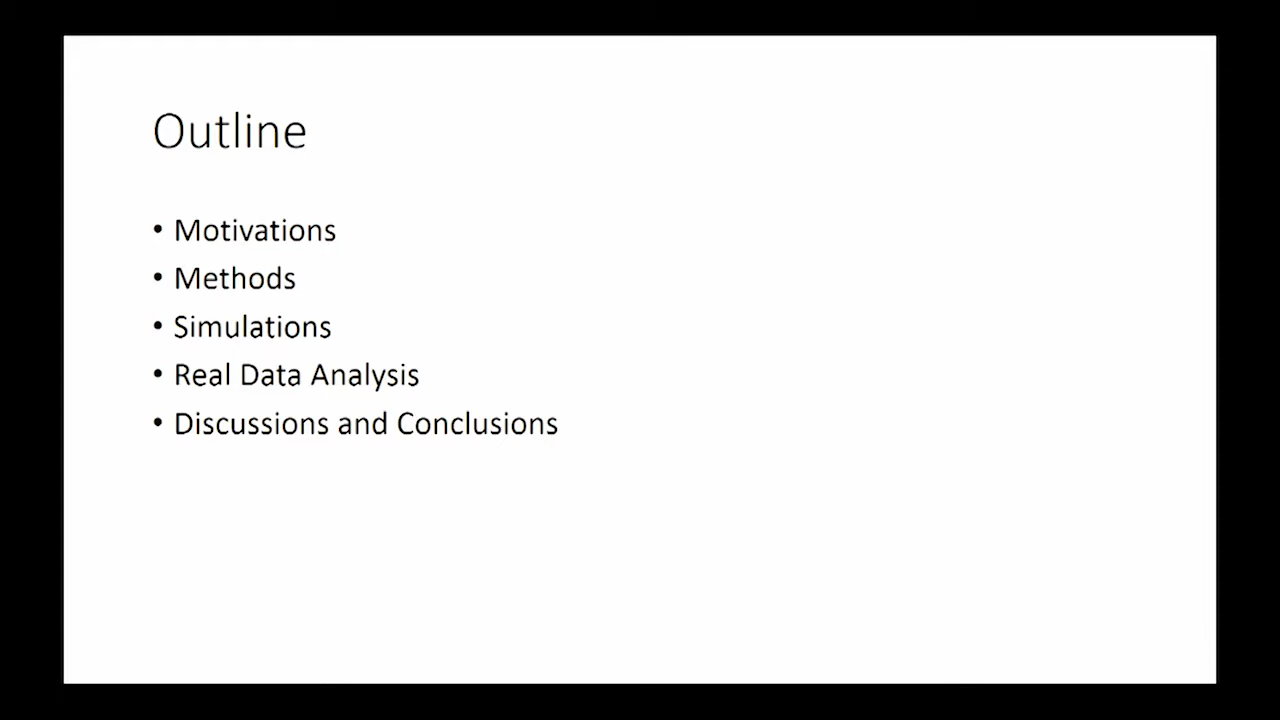 Outline
• Motivations
• Methods
• Simulations
• Real Data Analysis
• Discussions and Conclusions